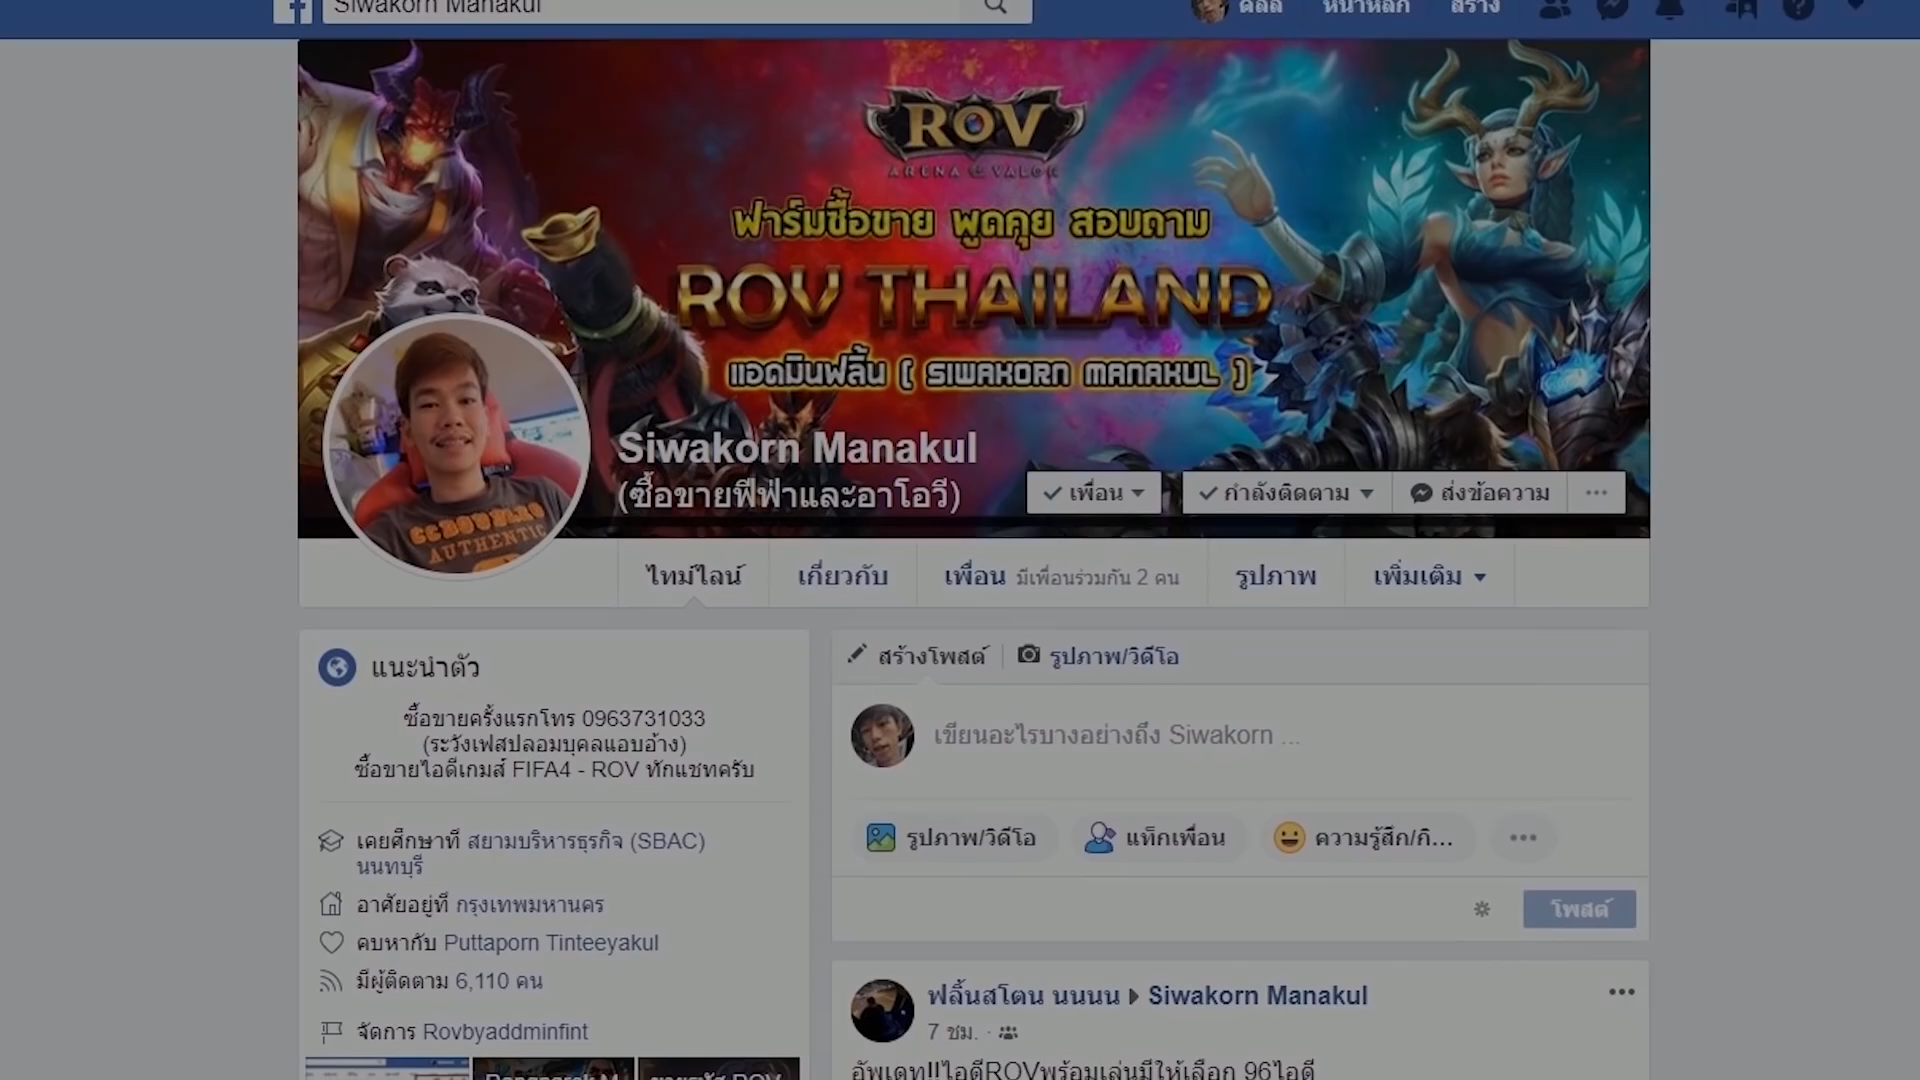 Siwakorn Manakul
หน้าหลัก
สร้าง
ROV
ARENA OF VALOR
ฟาร์มซื้อขาย พูดคุย สอบถาม
ROV THAILAND
แอดมินฟลิ้น ( SIWAKORN MANAKUL )
Siwakorn Manakul
(ซื้อขายฟีฟ่าและอาโอวี)
เพื่อน
กำลังติดตาม
ส่งข้อความ
CCDOUBLEO
AUTHENTIC
ไทม์ไลน์
เกี่ยวกับ
เพื่อน มีเพื่อนร่วมกัน 2 คน
รูปภาพ
เพิ่มเติม
แนะนำตัว
ซื้อขายครั้งแรกโทร 0963731033
(ระวังเฟสปลอมบุคลแอบอ้าง)
ซื้อขายไอดีเกมส์ FIFA4 - ROV ทักแชทครับ
เคยศึกษาที่ สยามบริหารธุรกิจ (SBAC)
นนทบุรี
อาศัยอยู่ที่ กรุงเทพมหานคร
คบหากับ Puttaporn Tinteeyakul
มีผู้ติดตาม 6,110 คน
จัดการ Rovbyaddminfint
สร้างโพสต์
รูปภาพ/วิดีโอ
เขียนอะไรบางอย่างถึง Siwakorn ...
รูปภาพ/วิดีโอ
แท็กเพื่อน
ความรู้สึก/กิ...
โพสต์
ฟลิ้นสโตน นนนน Siwakorn Manakul
7 ชม.
อัพเดท!!ไอดีROVพร้อมเล่นมีให้เลือก 96ไอดี